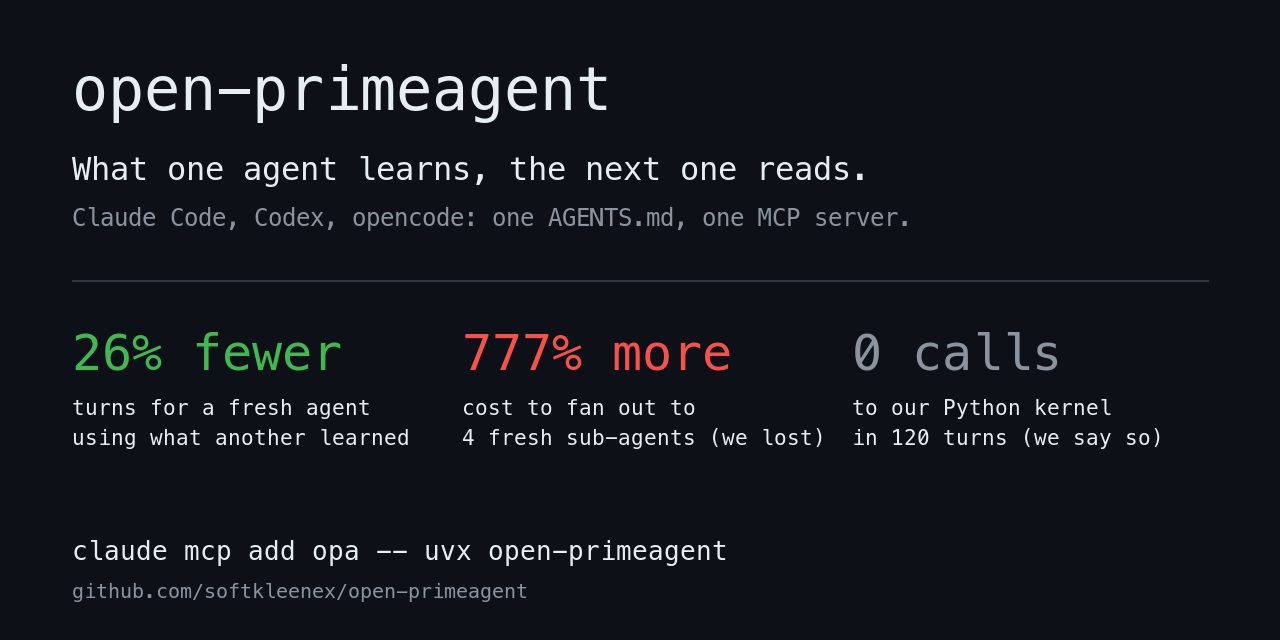 open-primeagent
What one agent learns, the next one reads.
Claude Code, Codex, opencode: one AGENTS.md, one MCP server.
26% fewer
turns for a fresh agent
using what another learned
777% more
cost to fan out to
4 fresh sub-agents (we lost)
0 calls
to our Python kernel
in 120 turns (we say so)
claude mcp add opa -- uvx open-primeagent
github.com/softkleenex/open-primeagent